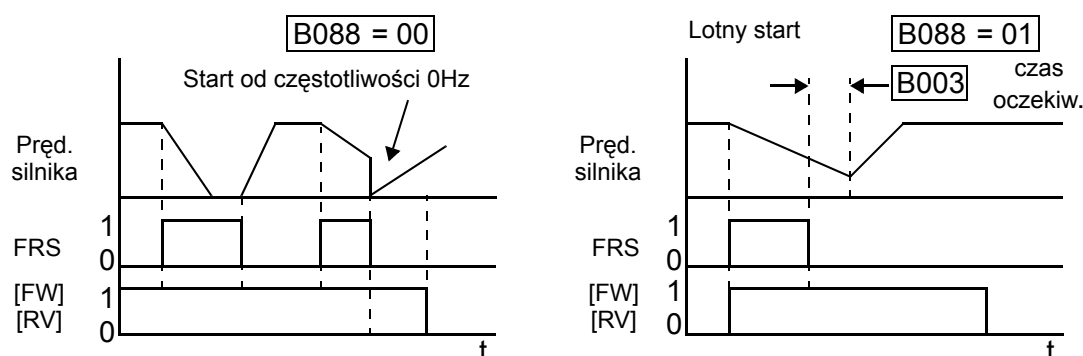 B088 = 00
Start od częstotliwości 0Hz
Pręd.
silnika
FRS
1
0
[FW]
[RV]
1
0
t
Lotny start
B088 = 01
B003
czas
oczekiw.
Pręd.
silnika
FRS
1
0
[FW]
[RV]
1
0
t